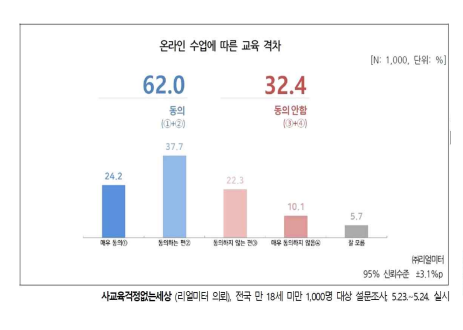 온라인 수업에 따른 교육 격차
[N: 1,000, 단위: %]
62.0 32.4
동의 동의안함
(①+②) (③+④)
24.2 37.7 22.3 10.1 5.7
매우 동의① 동의하는 편② 동의하지 않는 편③ 매우 동의하지 않음④ 잘 모름
㈜리얼미터
95% 신뢰수준 ±3.1%p
사교육걱정없는세상 (리얼미터 의뢰), 전국 만 18세 미만 1,000명 대상 설문조사, 5.23.~5.24. 실시